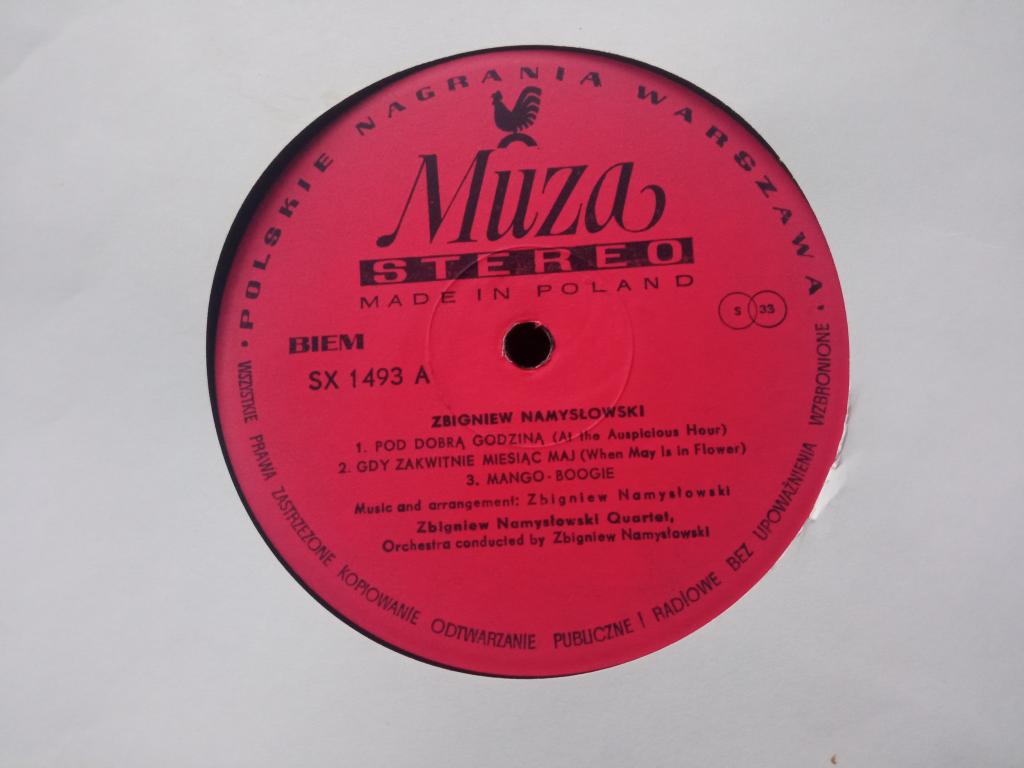 • POLSKIE NAGRANIA WARSZAWA •
Muza
STEREO
MADE IN POLAND
S 33
BIEM
SX 1493 A
ZBIGNIEW NAMYSŁOWSKI
1. POD DOBRĄ GODZINĄ (At the Auspicious Hour)
2. GDY ZAKWITNIE MIESIĄC MAJ (When May Is in Flower)
3. MANGO-BOOGIE
Music and arrangement: Zbigniew Namysłowski
Zbigniew Namysłowski Quartet,
Orchestra conducted by Zbigniew Namysłowski
WSZYSTKIE PRAWA ZASTRZEŻONE KOPIOWANIE ODTWARZANIE PUBLICZNE I RADIOWE BEZ UPOWAŻNIENIA WZBRONIONE